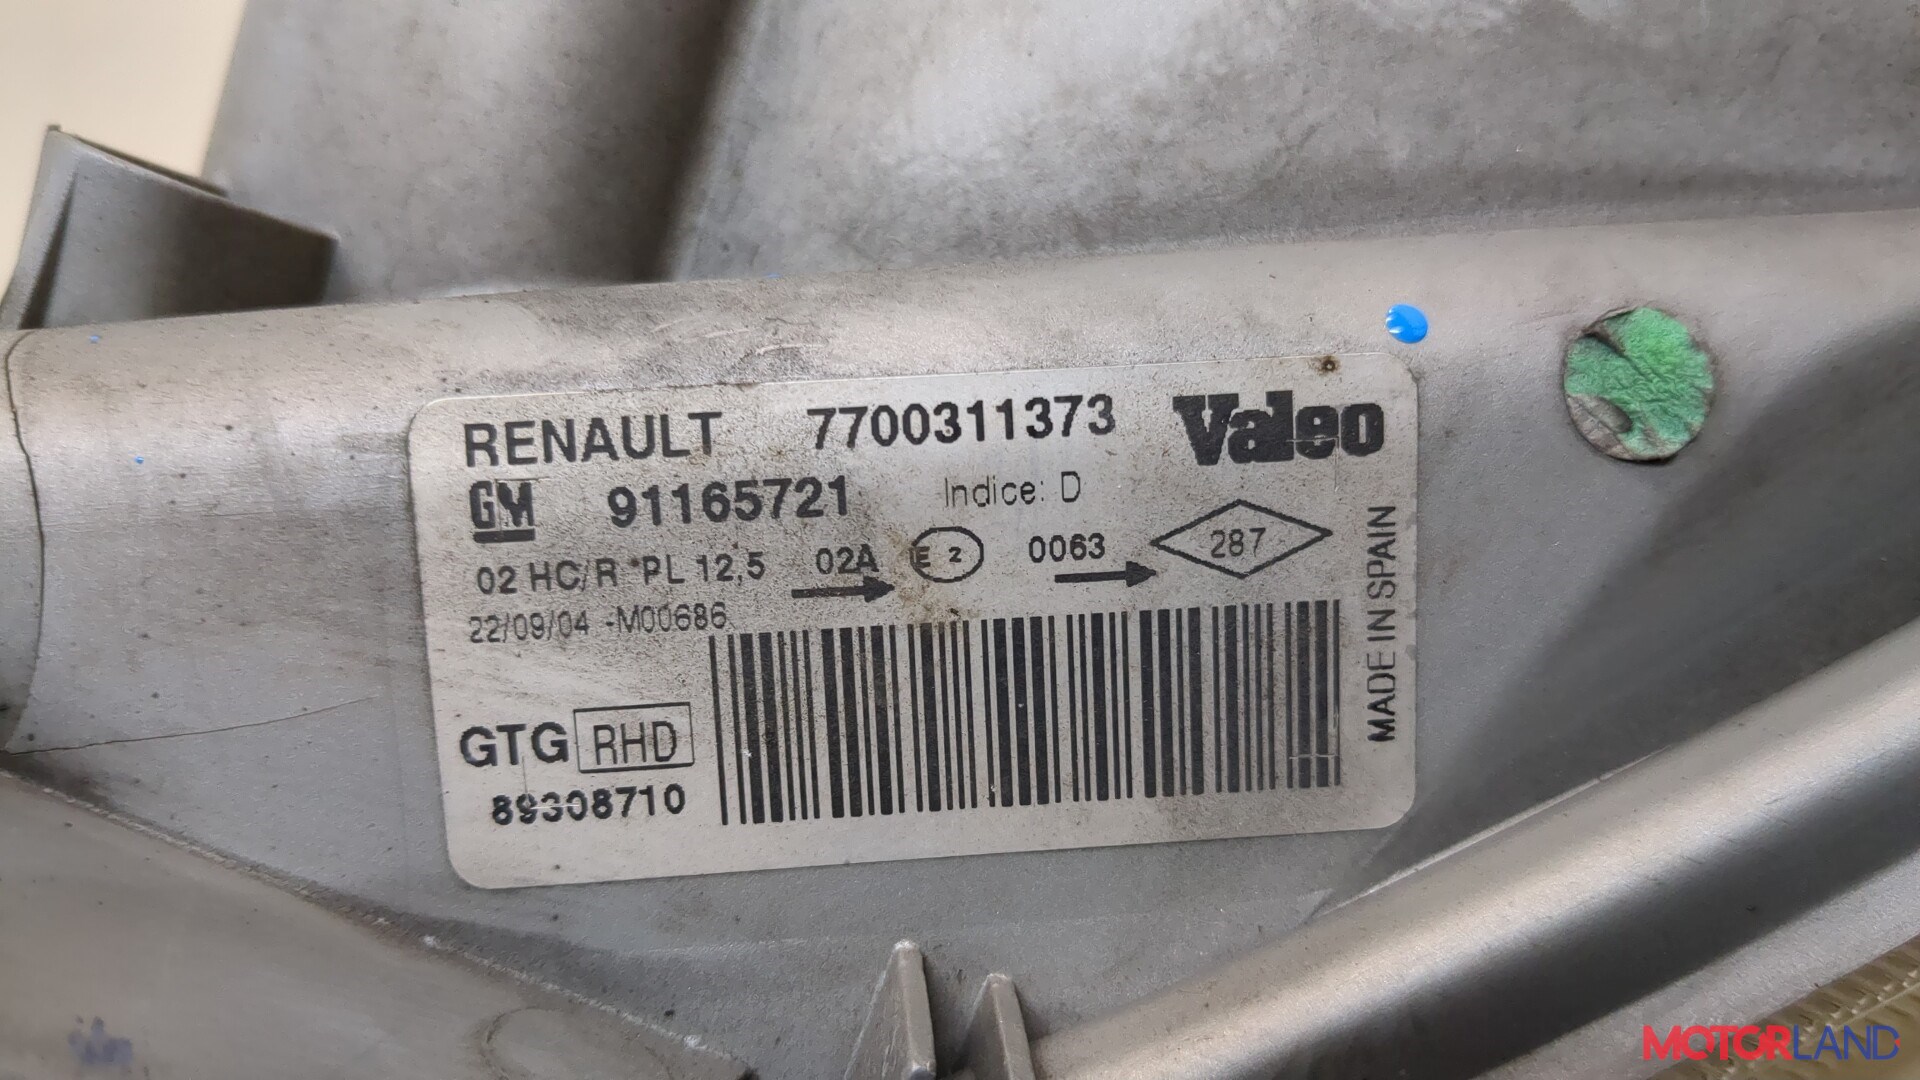 RENAULT 7700311373 Valeo
GM 91165721 Indice: D
02 HC/R PL 12,5 02A E 2 0063 287
22/09/04 -M00686
GTG RHD
89308710
MADE IN SPAIN
MOTORLAND